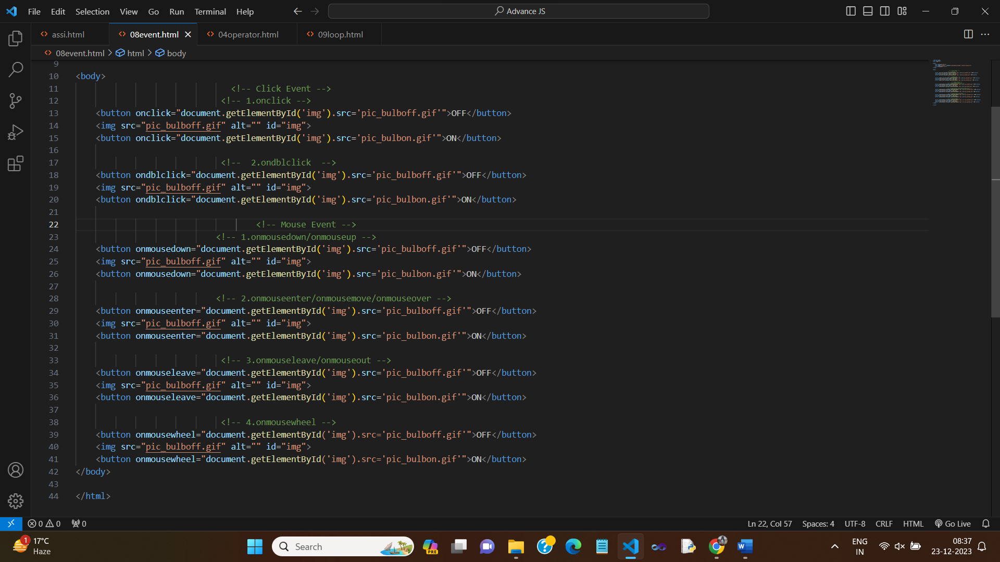 File Edit Selection View Go Run Terminal Help Advance JS
assi.html 08event.html 04operator.html 09loop.html
08event.html > html > body
9
10 <body>
11 <!-- Click Event -->
12 <!-- 1.onclick -->
13 <button onclick="document.getElementById('img').src='pic_bulboff.gif'">OFF</button>
14 <img src="pic_bulboff.gif" alt="" id="img">
15 <button onclick="document.getElementById('img').src='pic_bulbon.gif'">ON</button>
16
17 <!--  2.ondblclick  -->
18 <button ondblclick="document.getElementById('img').src='pic_bulboff.gif'">OFF</button>
19 <img src="pic_bulboff.gif" alt="" id="img">
20 <button ondblclick="document.getElementById('img').src='pic_bulbon.gif'">ON</button>
21
22 <!-- Mouse Event -->
23 <!-- 1.onmousedown/onmouseup -->
24 <button onmousedown="document.getElementById('img').src='pic_bulboff.gif'">OFF</button>
25 <img src="pic_bulboff.gif" alt="" id="img">
26 <button onmousedown="document.getElementById('img').src='pic_bulbon.gif'">ON</button>
27
28 <!-- 2.onmouseenter/onmousemove/onmouseover -->
29 <button onmouseenter="document.getElementById('img').src='pic_bulboff.gif'">OFF</button>
30 <img src="pic_bulboff.gif" alt="" id="img">
31 <button onmouseenter="document.getElementById('img').src='pic_bulbon.gif'">ON</button>
32
33 <!-- 3.onmouseleave/onmouseout -->
34 <button onmouseleave="document.getElementById('img').src='pic_bulboff.gif'">OFF</button>
35 <img src="pic_bulboff.gif" alt="" id="img">
36 <button onmouseleave="document.getElementById('img').src='pic_bulbon.gif'">ON</button>
37
38 <!-- 4.onmousewheel -->
39 <button onmousewheel="document.getElementById('img').src='pic_bulboff.gif'">OFF</button>
40 <img src="pic_bulboff.gif" alt="" id="img">
41 <button onmousewheel="document.getElementById('img').src='pic_bulbon.gif'">ON</button>
42 </body>
43
44 </html>
0 0 0 Ln 22, Col 57 Spaces: 4 UTF-8 CRLF HTML Go Live
1 17°C Search PRE ENG 08:37
Haze IN 23-12-2023